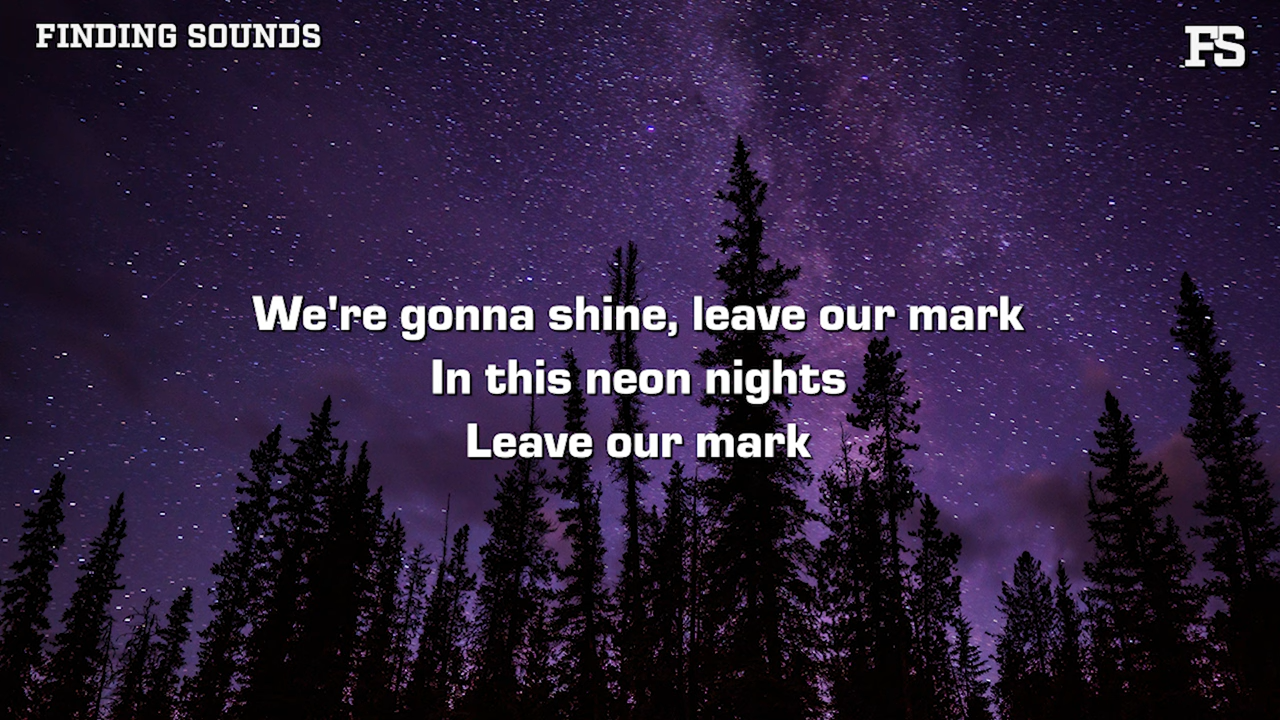 FINDING SOUNDS
FS
We're gonna shine, leave our mark
In this neon nights
Leave our mark